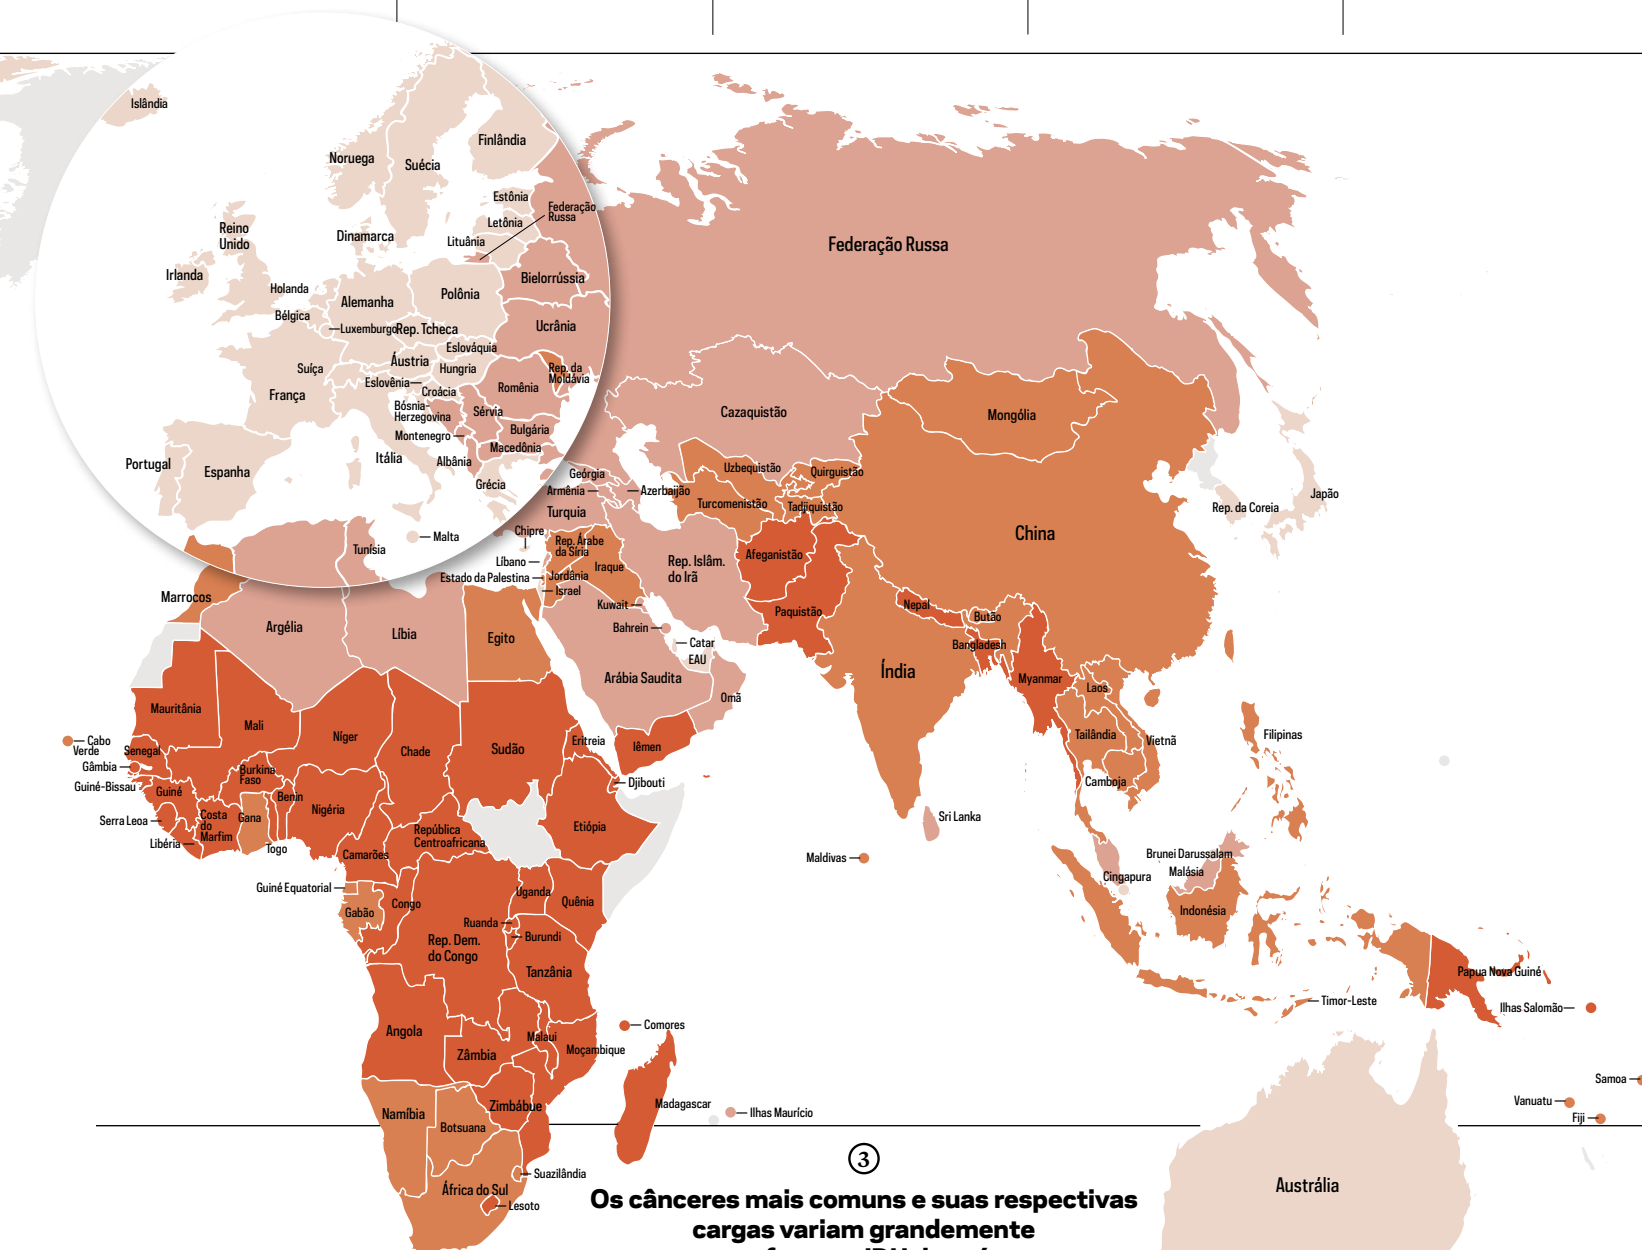 Islândia
Noruega
Suécia
Finlândia
Estônia
Letônia
Lituânia
Federação
Russa
Reino
Unido
Dinamarca
Irlanda
Holanda
Bélgica
Luxemburgo
Alemanha
Polônia
Bielorrússia
Ucrânia
Rep. Tcheca
Eslováquia
Áustria
Hungria
Suíça
Eslovênia
Croácia
França
Bósnia-
Herzegovina
Montenegro
Romênia
Rep. da
Moldávia
Sérvia
Bulgária
Macedônia
Albânia
Itália
Grécia
Portugal
Espanha
Malta
Tunísia
Federação Russa
Cazaquistão
Mongólia
Uzbequistão
Quirguistão
Geórgia
Armênia
Azerbaijão
Turcomenistão
Tadjiquistão
Turquia
China
Rep. da Coreia
Japão
Chipre
Rep. Árabe
da Síria
Líbano
Iraque
Estado da Palestina
Jordânia
Israel
Rep. Islâm.
do Irã
Afeganistão
Paquistão
Kuwait
Bahrein
Catar
EAU
Arábia Saudita
Omã
Iêmen
Nepal
Butão
Bangladesh
Índia
Myanmar
Laos
Tailândia
Vietnã
Camboja
Filipinas
Sri Lanka
Maldivas
Brunei Darussalam
Malásia
Cingapura
Indonésia
Timor-Leste
Papua Nova Guiné
Ilhas Salomão
Samoa
Vanuatu
Fiji
Austrália
Marrocos
Argélia
Líbia
Egito
Mauritânia
Mali
Níger
Chade
Sudão
Eritreia
Djibouti
Cabo
Verde
Senegal
Gâmbia
Guiné-Bissau
Guiné
Burkina
Faso
Benin
Serra Leoa
Libéria
Costa
do
Marfim
Gana
Togo
Nigéria
Camarões
República
Centroafricana
Etiópia
Guiné Equatorial
Gabão
Congo
Uganda
Quênia
Ruanda
Burundi
Rep. Dem.
do Congo
Tanzânia
Angola
Zâmbia
Malaui
Moçambique
Comores
Madagascar
Ilhas Maurício
Zimbábue
Namíbia
Botsuana
Suazilândia
África do Sul
Lesoto
3
Os cânceres mais comuns e suas respectivas
cargas variam grandemente